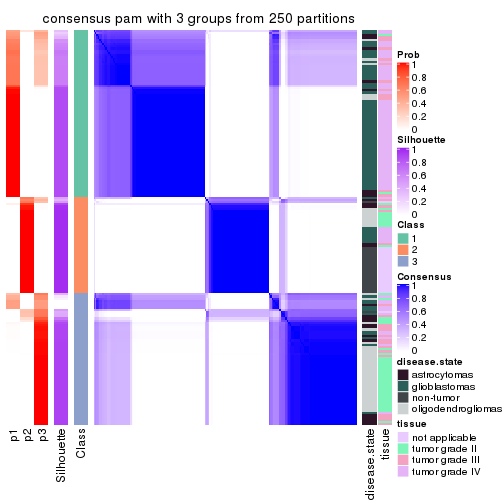 consensus pam with 3 groups from 250 partitions
Prob
1
0.8
0.6
0.4
0.2
0
Silhouette
1
0.8
0.6
0.4
0.2
0
Class
1
2
3
Consensus
1
0.8
0.6
0.4
0.2
0
disease.state
astrocytomas
glioblastomas
non-tumor
oligodendrogliomas
tissue
not applicable
tumor grade II
tumor grade III
tumor grade IV
p1
p2
p3
Silhouette
Class
disease.state
tissue